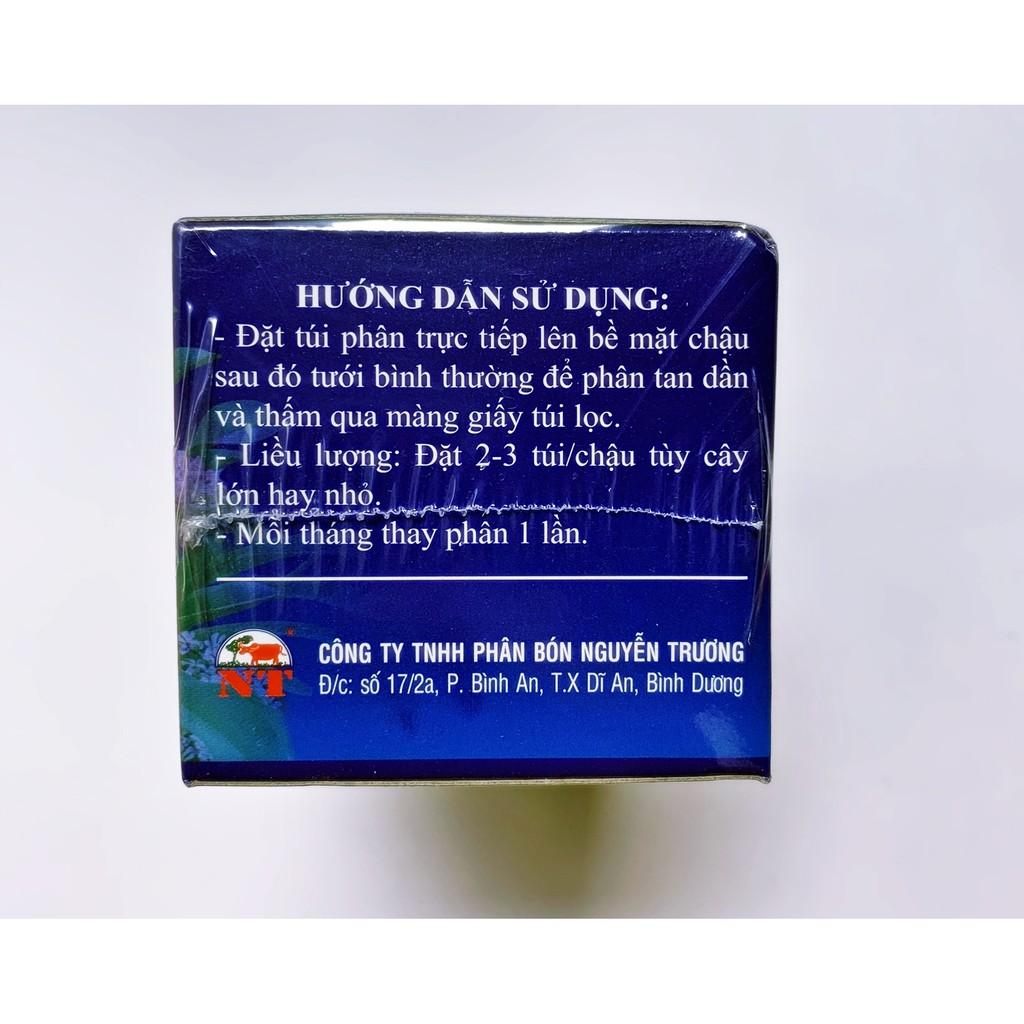 HƯỚNG DẪN SỬ DỤNG:
- Đặt túi phân trực tiếp lên bề mặt chậu
sau đó tưới bình thường để phân tan dần
và thấm qua màng giấy túi lọc.
- Liều lượng: Đặt 2-3 túi/chậu tùy cây
lớn hay nhỏ.
- Mỗi tháng thay phân 1 lần.
NT
CÔNG TY TNHH PHÂN BÓN NGUYỄN TRƯƠNG
Đ/c: số 17/2a, P. Bình An, T.X Dĩ An, Bình Dương